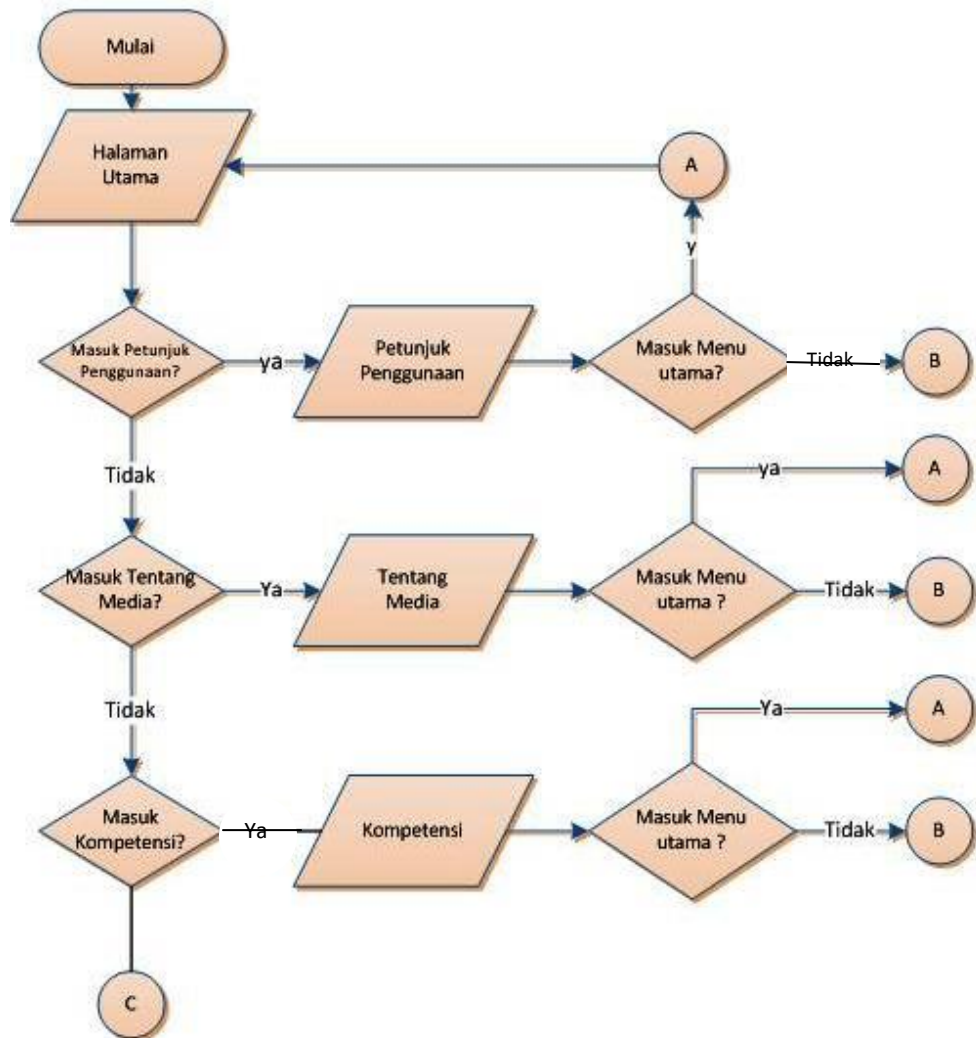 Mulai
Halaman
Utama
A
y
Masuk Petunjuk
Penggunaan?
ya
Petunjuk
Penggunaan
Masuk Menu
utama?
Tidak
B
Tidak
ya
A
Masuk Tentang
Media?
Ya
Tentang
Media
Masuk Menu
utama ?
Tidak
B
Tidak
Ya
A
Masuk
Kompetensi?
Ya
Kompetensi
Masuk Menu
utama ?
Tidak
B
C